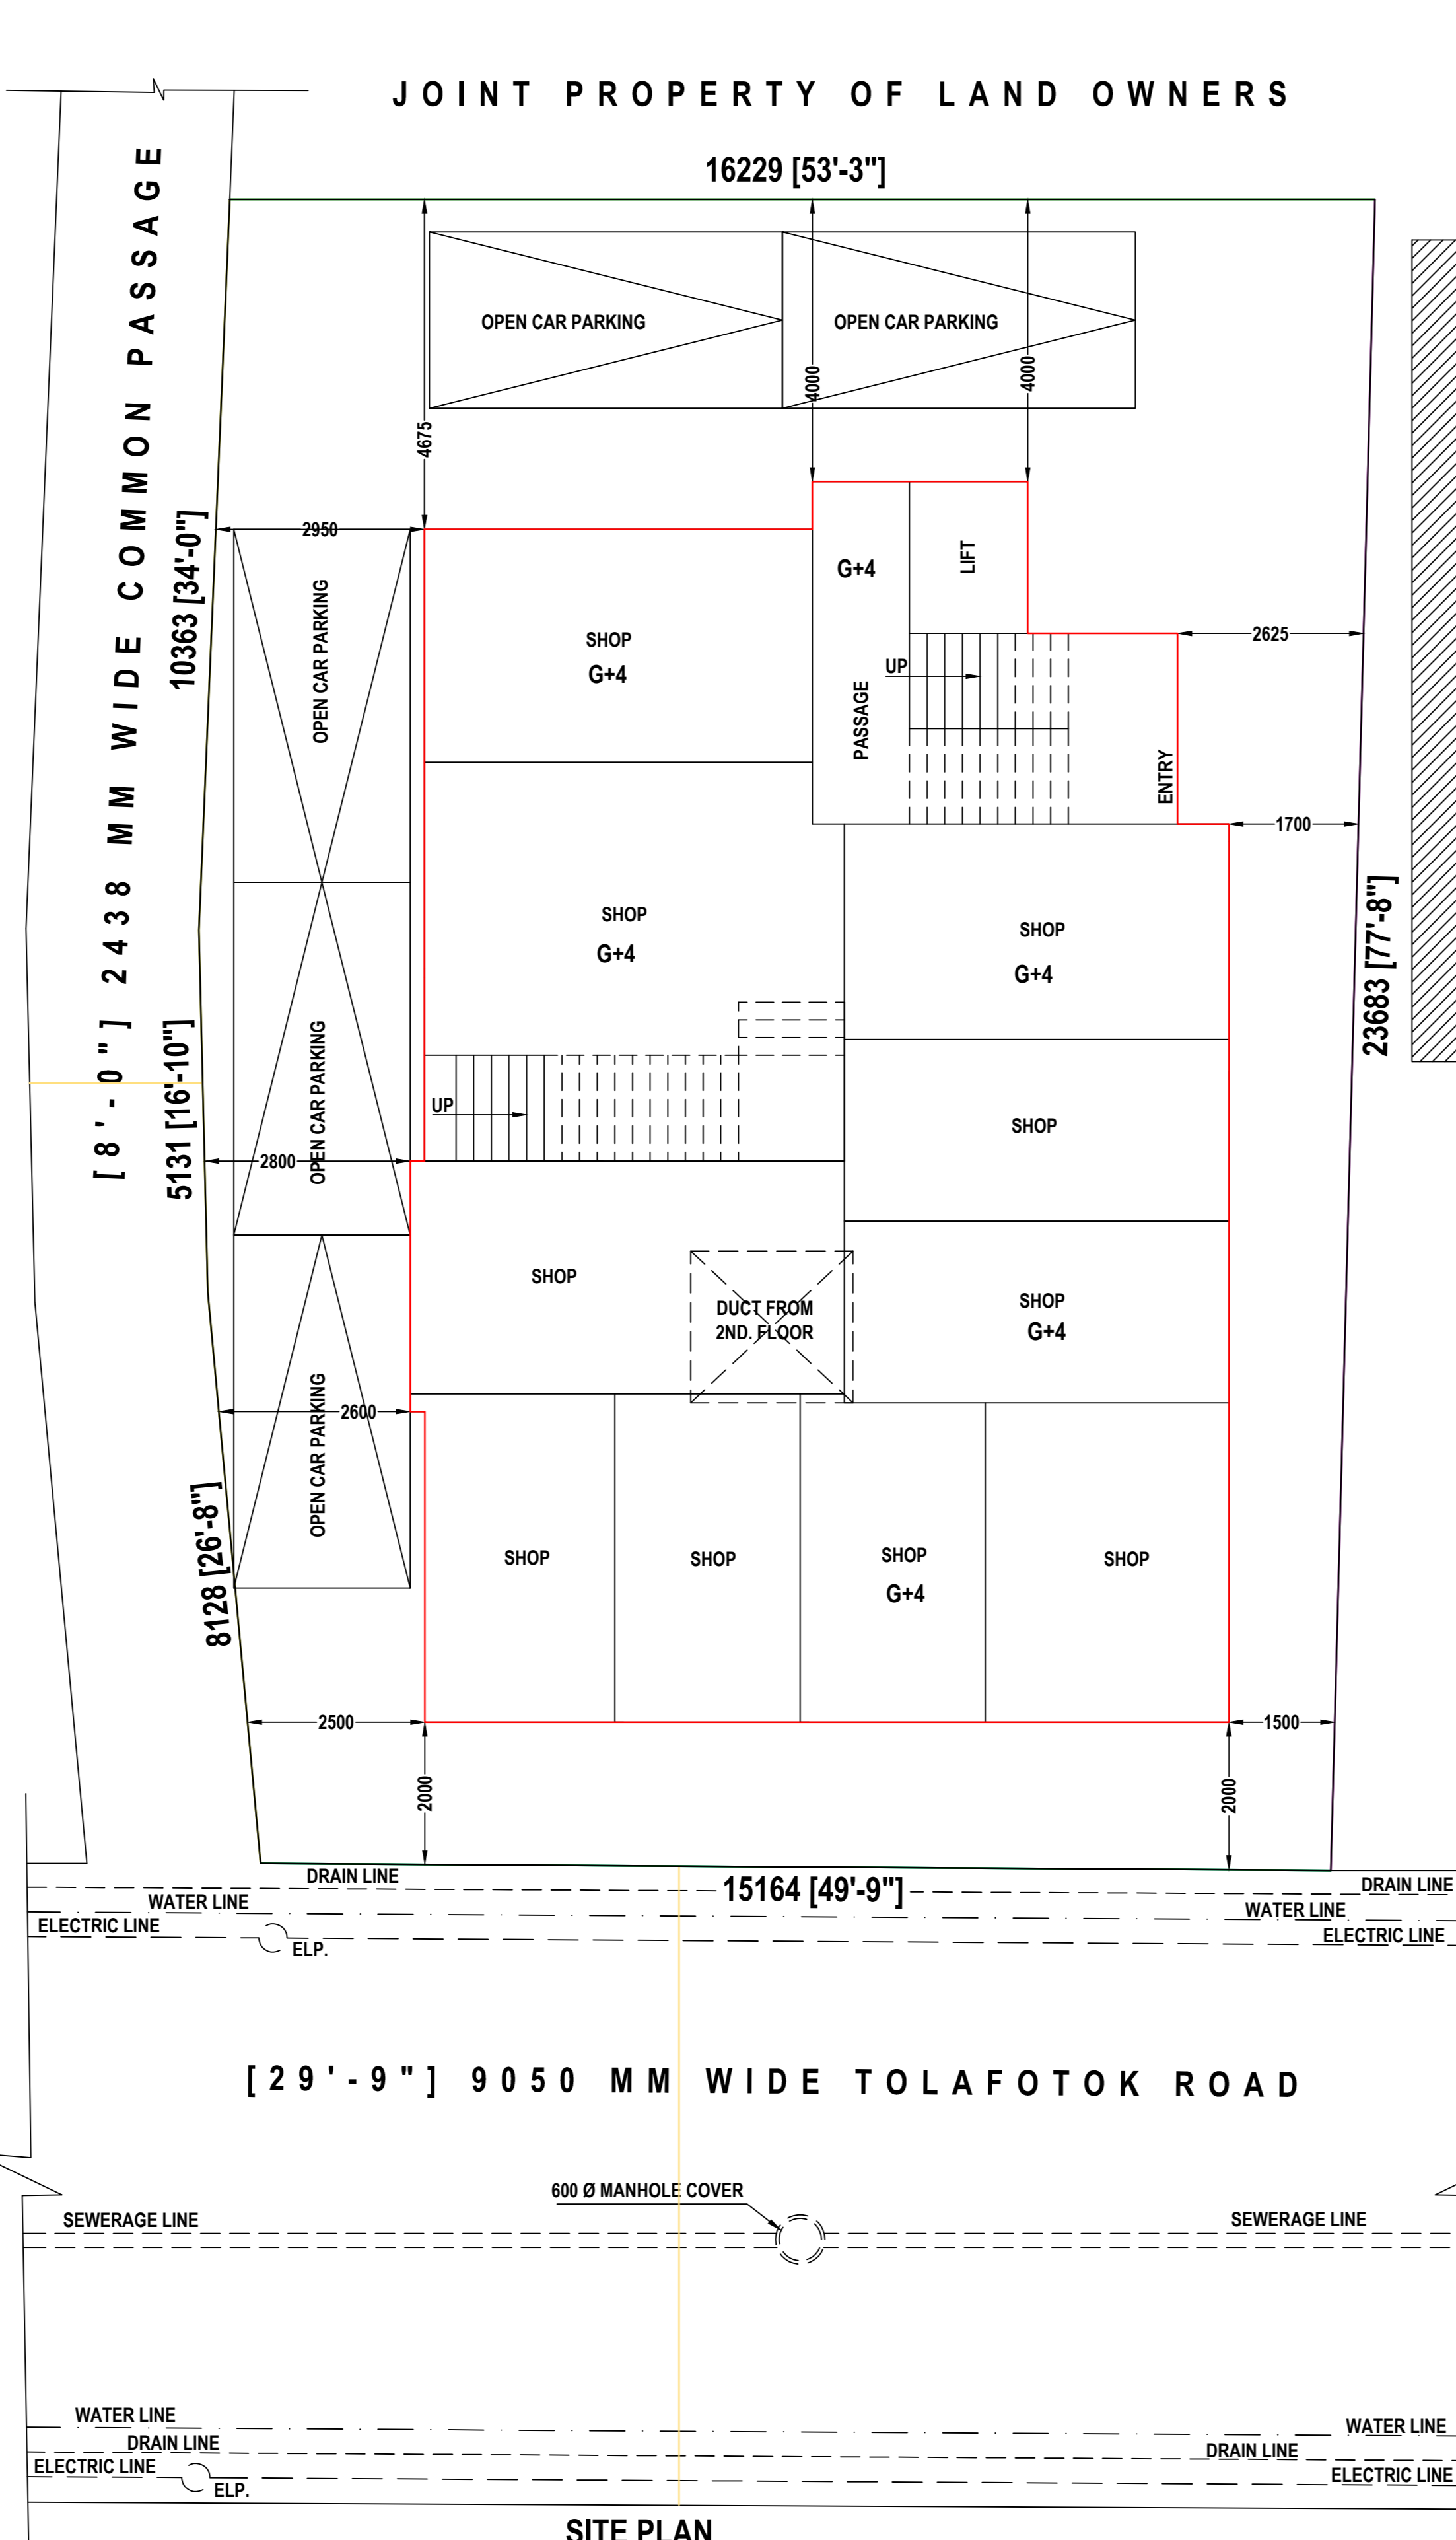 JOINT PROPERTY OF LAND OWNERS
16229 [53'-3"]
[8'-0"] 2438 MM WIDE COMMON PASSAGE
OPEN CAR PARKING
OPEN CAR PARKING
4000
4000
4675
10363 [34'-0"]
2950
OPEN CAR PARKING
G+4
LIFT
SHOP
G+4
UP
PASSAGE
2625
ENTRY
1700
SHOP
G+4
SHOP
G+4
23683 [77'-8"]
5131 [16'-10"]
OPEN CAR PARKING
UP
SHOP
2800
SHOP
DUCT FROM
2ND. FLOOR
SHOP
G+4
2600
OPEN CAR PARKING
8128 [26'-8"]
SHOP
SHOP
SHOP
G+4
SHOP
2500
1500
2000
2000
DRAIN LINE
15164 [49'-9"]
DRAIN LINE
WATER LINE
WATER LINE
ELECTRIC LINE
ELP.
ELECTRIC LINE
[29'-9"] 9050 MM WIDE TOLAFOTOK ROAD
600 Ø MANHOLE COVER
SEWERAGE LINE
SEWERAGE LINE
WATER LINE
WATER LINE
DRAIN LINE
DRAIN LINE
ELECTRIC LINE
ELP.
ELECTRIC LINE
SITE PLAN